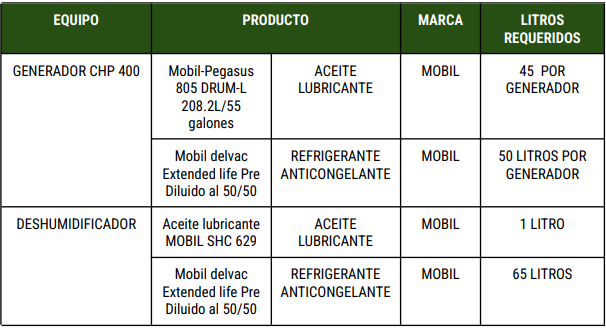 EQUIPO PRODUCTO MARCA LITROS
REQUERIDOS
GENERADOR CHP 400 Mobil-Pegasus ACEITE MOBIL 45 POR
805 DRUM-L LUBRICANTE GENERADOR
208.2L/55
galones
Mobil delvac REFRIGERANTE MOBIL 50 LITROS POR
Extended life Pre ANTICONGELANTE GENERADOR
Diluido al 50/50
DESHUMIDIFICADOR Aceite lubricante ACEITE MOBIL 1 LITRO
MOBIL SHC 629 LUBRICANTE
Mobil delvac REFRIGERANTE MOBIL 65 LITROS
Extended life Pre ANTICONGELANTE
Diluido al 50/50